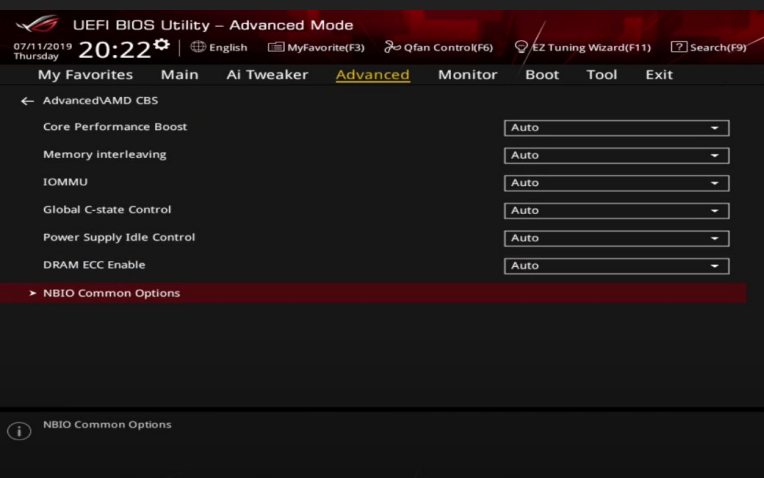 UEFI BIOS Utility – Advanced Mode
07/11/2019 Thursday 20:22 English MyFavorite(F3) Qfan Control(F6) EZ Tuning Wizard(F11) Search(F9)
My Favorites Main Ai Tweaker Advanced Monitor Boot Tool Exit
Advanced\AMD CBS
Core Performance Boost Auto
Memory interleaving Auto
IOMMU Auto
Global C-state Control Auto
Power Supply Idle Control Auto
DRAM ECC Enable Auto
NBIO Common Options
NBIO Common Options